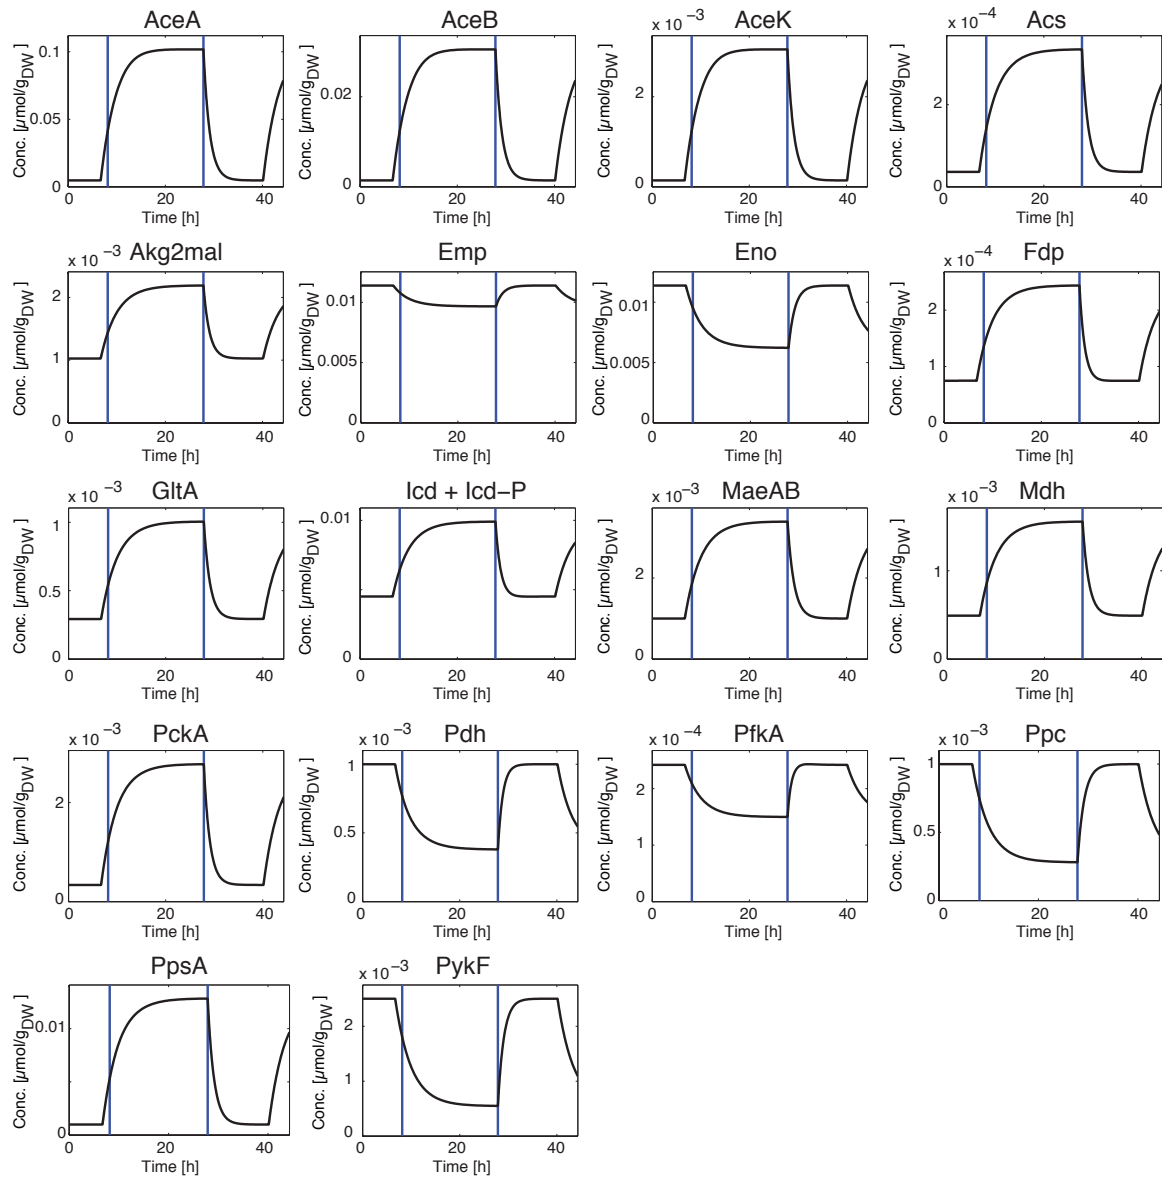 AceA
Conc. [µmol/gDW ]
0.1
0.05
0
0 20 40
Time [h]
AceB
Conc. [µmol/gDW ]
0.02
0
0 20 40
Time [h]
x 10 −3
AceK
Conc. [µmol/gDW ]
2
0
0 20 40
Time [h]
x 10 −4
Acs
Conc. [µmol/gDW ]
2
0
0 20 40
Time [h]
x 10 −3
Akg2mal
Conc. [µmol/gDW ]
2
1
0
0 20 40
Time [h]
Emp
Conc. [µmol/gDW ]
0.01
0.005
0
0 20 40
Time [h]
Eno
Conc. [µmol/gDW ]
0.01
0.005
0
0 20 40
Time [h]
x 10 −4
Fdp
Conc. [µmol/gDW ]
2
1
0
0 20 40
Time [h]
x 10 −3
GltA
Conc. [µmol/gDW ]
1
0.5
0
0 20 40
Time [h]
Icd + Icd−P
Conc. [µmol/gDW ]
0.01
0
0 20 40
Time [h]
x 10 −3
MaeAB
Conc. [µmol/gDW ]
2
0
0 20 40
Time [h]
x 10 −3
Mdh
Conc. [µmol/gDW ]
1
0
0 20 40
Time [h]
x 10 −3
PckA
Conc. [µmol/gDW ]
2
0
0 20 40
Time [h]
x 10 −3
Pdh
Conc. [µmol/gDW ]
1
0.5
0
0 20 40
Time [h]
x 10 −4
PfkA
Conc. [µmol/gDW ]
2
1
0
0 20 40
Time [h]
x 10 −3
Ppc
Conc. [µmol/gDW ]
1
0.5
0
0 20 40
Time [h]
PpsA
Conc. [µmol/gDW ]
0.01
0
0 20 40
Time [h]
x 10 −3
PykF
Conc. [µmol/gDW ]
2
1
0
0 20 40
Time [h]